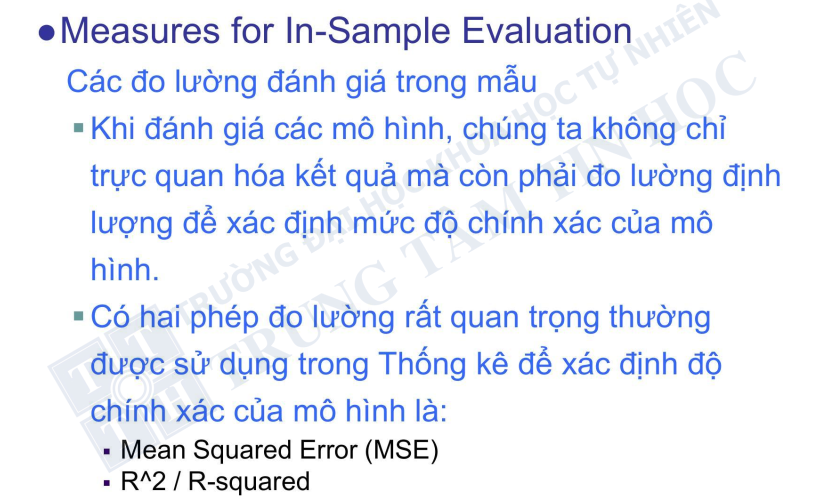 ●Measures for In-Sample Evaluation
Các đo lường đánh giá trong mẫu
▪Khi đánh giá các mô hình, chúng ta không chỉ
trực quan hóa kết quả mà còn phải đo lường định
lượng để xác định mức độ chính xác của mô
hình.
▪Có hai phép đo lường rất quan trọng thường
được sử dụng trong Thống kê để xác định độ
chính xác của mô hình là:
▪ Mean Squared Error (MSE)
▪ R^2 / R-squared
TRƯỜNG ĐẠI HỌC KHOA HỌC TỰ NHIÊN
TRUNG TÂM TIN HỌC